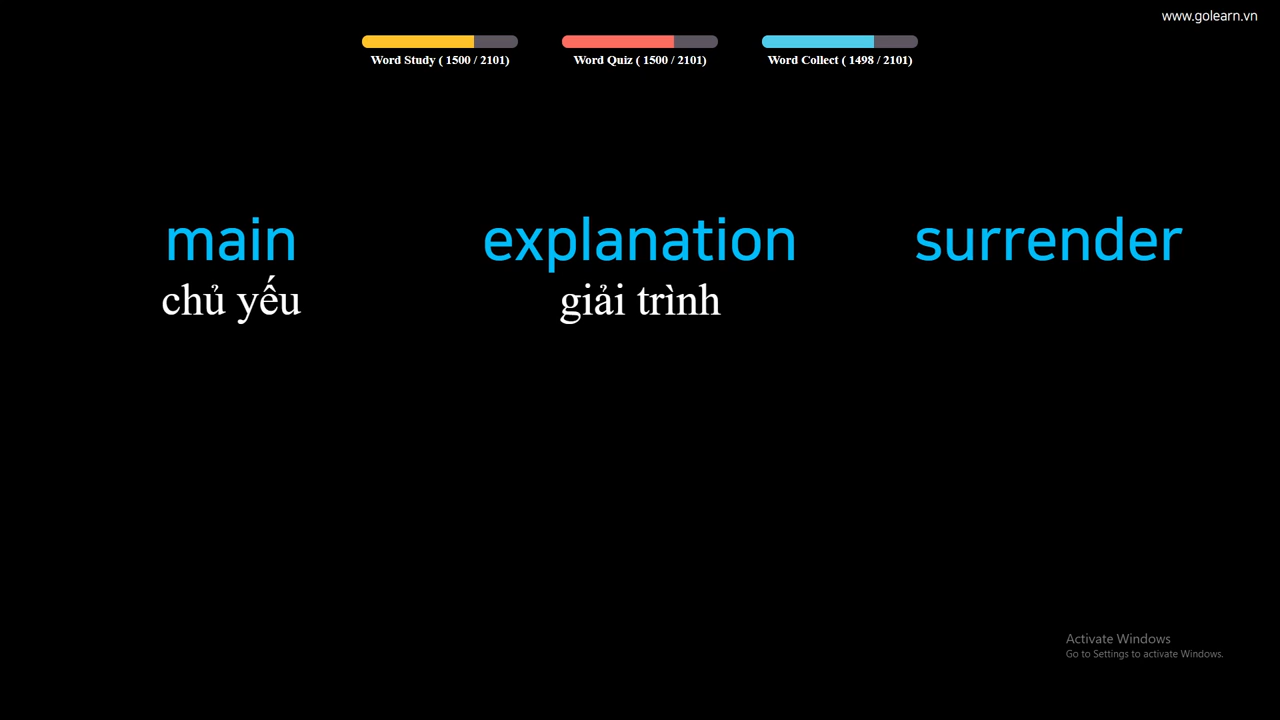 www.golearn.vn
Word Study ( 1500 / 2101) Word Quiz ( 1500 / 2101) Word Collect ( 1498 / 2101)
main explanation surrender
chủ yếu giải trình
Activate Windows
Go to Settings to activate Windows.